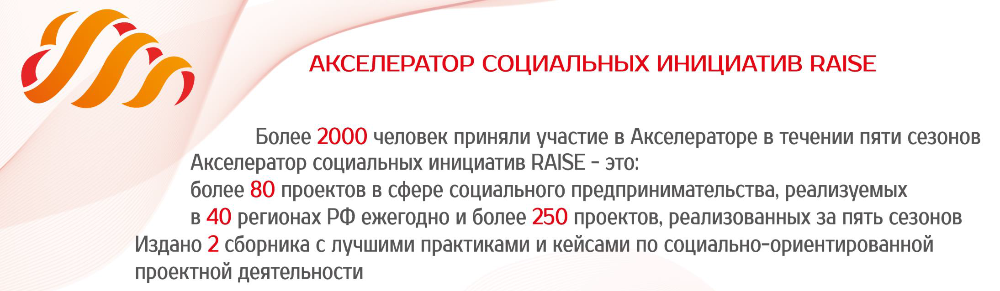 АКСЕЛЕРАТОР СОЦИАЛЬНЫХ ИНИЦИАТИВ RAISE
Более 2000 человек приняли участие в Акселераторе в течении пяти сезонов
Акселератор социальных инициатив RAISE - это:
более 80 проектов в сфере социального предпринимательства, реализуемых
в 40 регионах РФ ежегодно и более 250 проектов, реализованных за пять сезонов
Издано 2 сборника с лучшими практиками и кейсами по социально-ориентированной
проектной деятельности